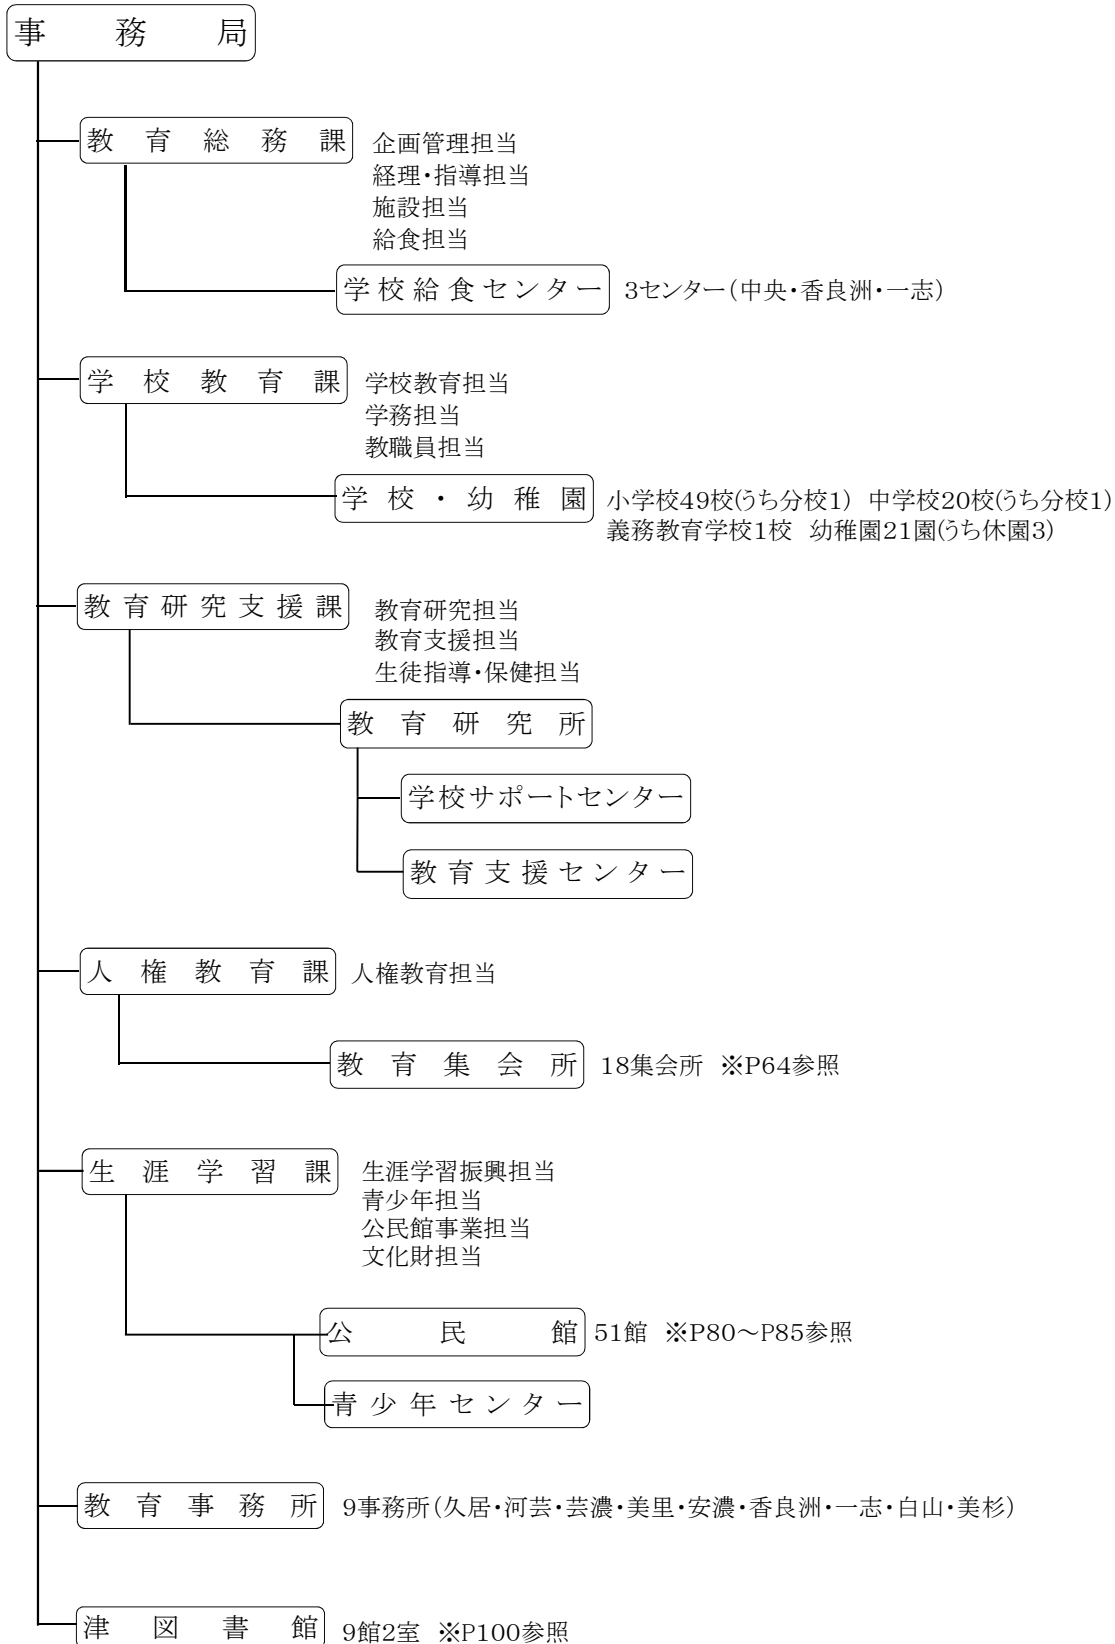 事務局
教育総務課 企画管理担当
経理・指導担当
施設担当
給食担当
学校給食センター 3センター(中央・香良洲・一志)
学校教育課 学校教育担当
学務担当
教職員担当
学校・幼稚園 小学校49校(うち分校1) 中学校20校(うち分校1)
義務教育学校1校 幼稚園21園(うち休園3)
教育研究支援課 教育研究担当
教育支援担当
生徒指導・保健担当
教育研究所
学校サポートセンター
教育支援センター
人権教育課 人権教育担当
教育集会所 18集会所 ※P64参照
生涯学習課 生涯学習振興担当
青少年担当
公民館事業担当
文化財担当
公民館 51館 ※P80～P85参照
青少年センター
教育事務所 9事務所(久居・河芸・芸濃・美里・安濃・香良洲・一志・白山・美杉)
津図書館 9館2室 ※P100参照